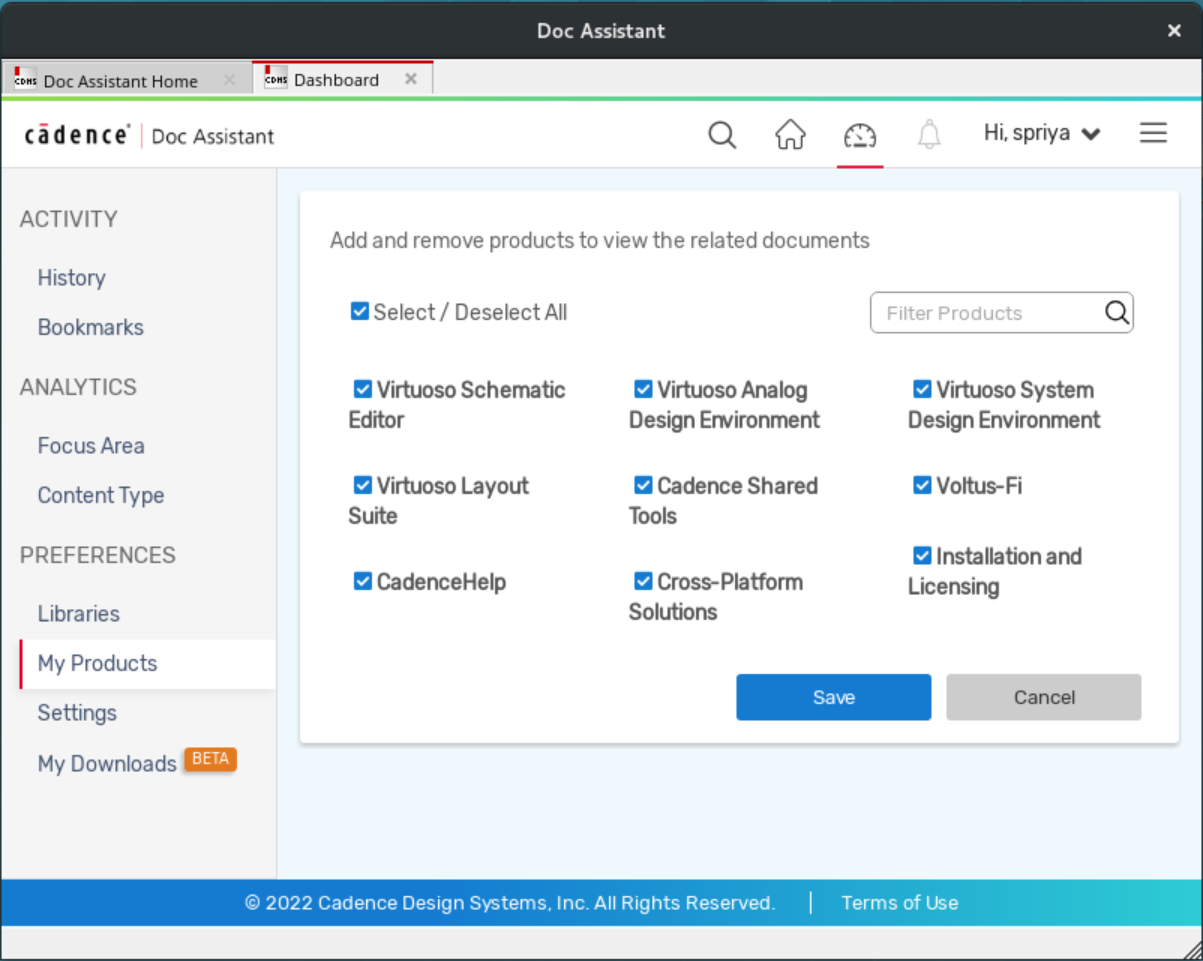 Doc Assistant
CDMS Doc Assistant Home
CDMS Dashboard
cādence® Doc Assistant
Hi, spriya
ACTIVITY
History
Bookmarks
ANALYTICS
Focus Area
Content Type
PREFERENCES
Libraries
My Products
Settings
My Downloads BETA
Add and remove products to view the related documents
Select / Deselect All
Filter Products
Virtuoso Schematic
Editor
Virtuoso Analog
Design Environment
Virtuoso System
Design Environment
Virtuoso Layout
Suite
Cadence Shared
Tools
Voltus-Fi
CadenceHelp
Cross-Platform
Solutions
Installation and
Licensing
Save
Cancel
© 2022 Cadence Design Systems, Inc. All Rights Reserved. | Terms of Use